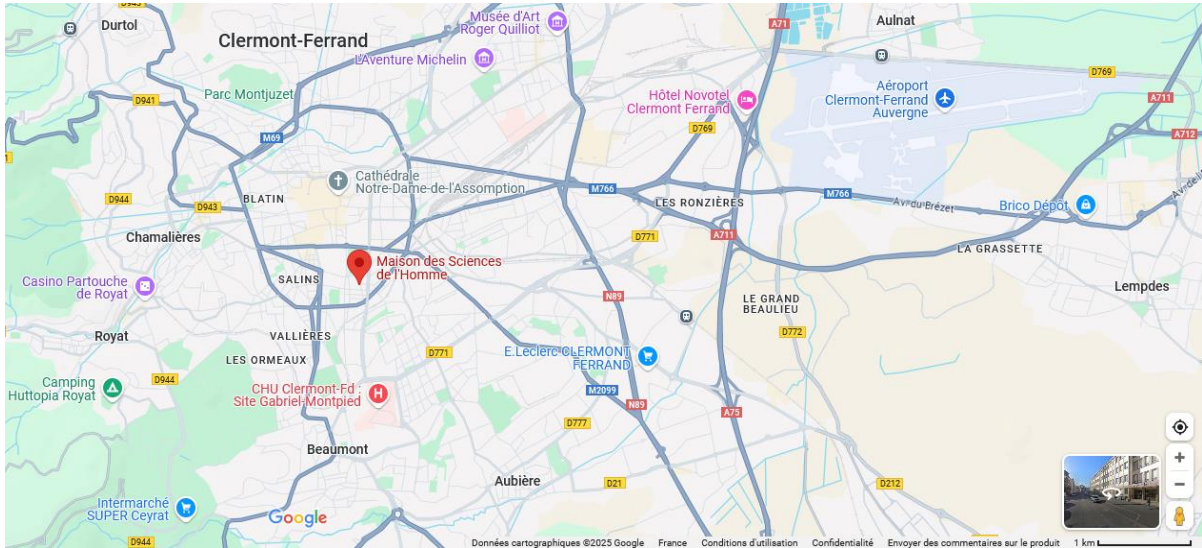 D943
Durtol
Musée d'Art
Roger Quilliot
A71
Aulnat
Clermont-Ferrand
L'Aventure Michelin
D769
Parc Montjuzet
D941
Hôtel Novotel
Clermont Ferrand
Aéroport
Clermont-Ferrand
Auvergne
A711
D769
A712
M69
Cathédrale
Notre-Dame-de-l'Assomption
M766
M766
D944
BLATIN
D943
LES RONZIÈRES
Av. du Brézet
Brico Dépôt
Chamalières
D771
A711
LA GRASSETTE
Maison des Sciences
de l'Homme
SALINS
Casino Partouche
de Royat
N89
LE GRAND
BEAULIEU
Lempdes
Royat
VALLIÈRES
D772
LES ORMEAUX
D771
E.Leclerc CLERMONT
FERRAND
Camping
Huttopia Royat
D944
CHU Clermont-Fd :
Site Gabriel-Montpied
H
M2099
N89
A75
D777
Beaumont
Aubière
D21
D212
Intermarché
SUPER Ceyrat
Google
D944
Données cartographiques ©2025 Google
France
Conditions d'utilisation
Confidentialité
Envoyer des commentaires sur le produit
1 km